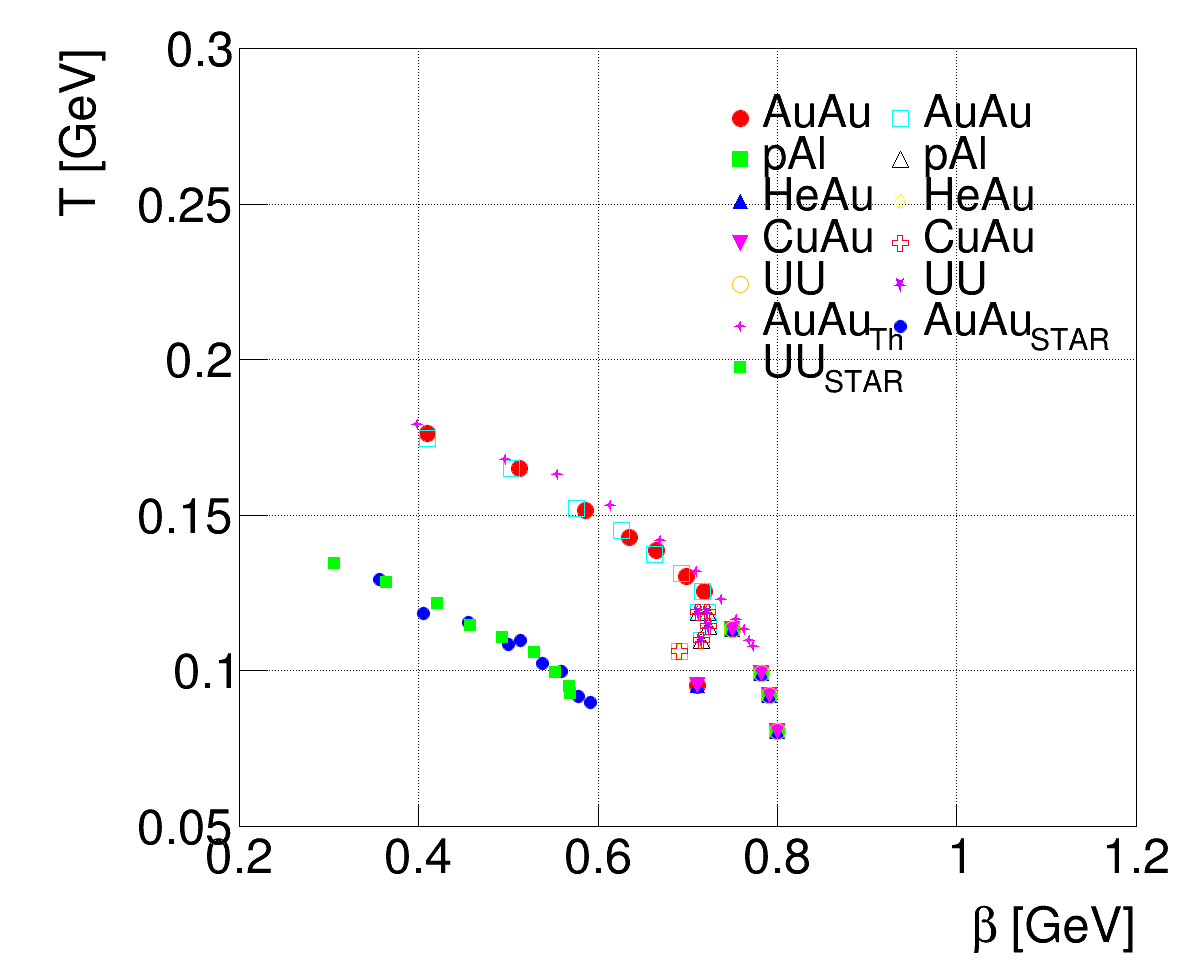 T [GeV]
0.3
0.25
0.2
0.15
0.1
0.05
AuAu AuAu
pAl pAl
HeAu HeAu
CuAu CuAu
UU UU
AuAu_Th AuAu_STAR
UU_STAR
0.2 0.4 0.6 0.8 1 1.2
β [GeV]